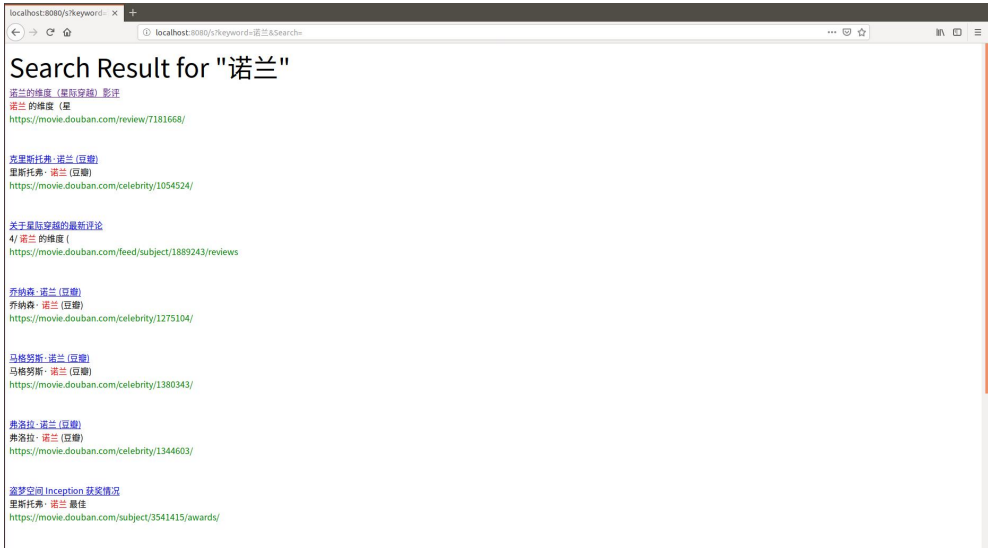 localhost:8080/s?keyword=
localhost:8080/s?keyword=诺兰&Search=
Search Result for "诺兰"
诺兰的维度（星际穿越）影评
诺兰 的维度（星
https://movie.douban.com/review/7181668/
克里斯托弗·诺兰 (豆瓣)
里斯托弗· 诺兰 (豆瓣)
https://movie.douban.com/celebrity/1054524/
关于星际穿越的最新评论
4/ 诺兰 的维度 (
https://movie.douban.com/feed/subject/1889243/reviews
乔纳森·诺兰 (豆瓣)
乔纳森· 诺兰 (豆瓣)
https://movie.douban.com/celebrity/1275104/
马格努斯·诺兰 (豆瓣)
马格努斯· 诺兰 (豆瓣)
https://movie.douban.com/celebrity/1380343/
弗洛拉·诺兰 (豆瓣)
弗洛拉· 诺兰 (豆瓣)
https://movie.douban.com/celebrity/1344603/
盗梦空间 Inception 获奖情况
里斯托弗· 诺兰 最佳
https://movie.douban.com/subject/3541415/awards/